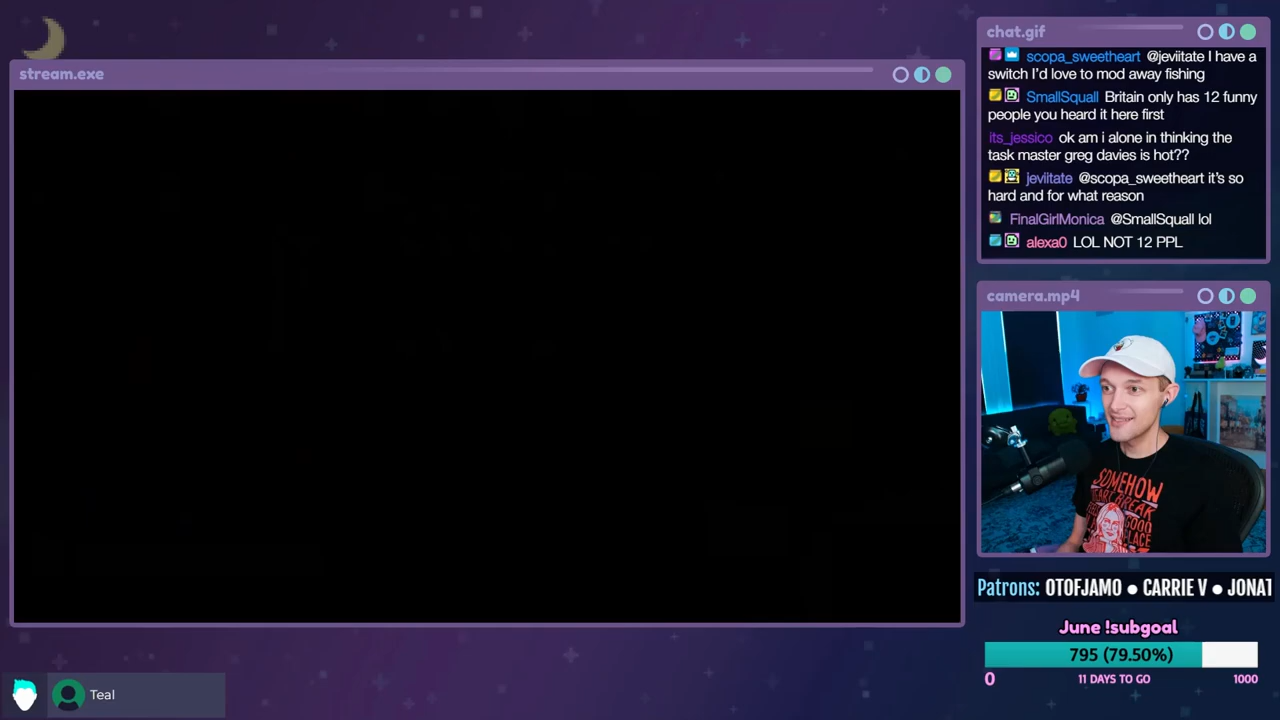 chat.gif
scopa_sweetheart @jeviitate I have a
switch I'd love to mod away fishing
SmallSquall Britain only has 12 funny
people you heard it here first
its_jessico ok am i alone in thinking the
task master greg davies is hot??
jeviitate @scopa_sweetheart it's so
hard and for what reason
FinalGirlMonica @SmallSquall lol
alexa0 LOL NOT 12 PPL
stream.exe
camera.mp4
SOMEHOW
HEARTBREAK
GOOD
PLACE
Patrons: OTOFJAMO ● CARRIE V ● JONAT
June !subgoal
795 (79.50%)
0 11 DAYS TO GO 1000
Teal